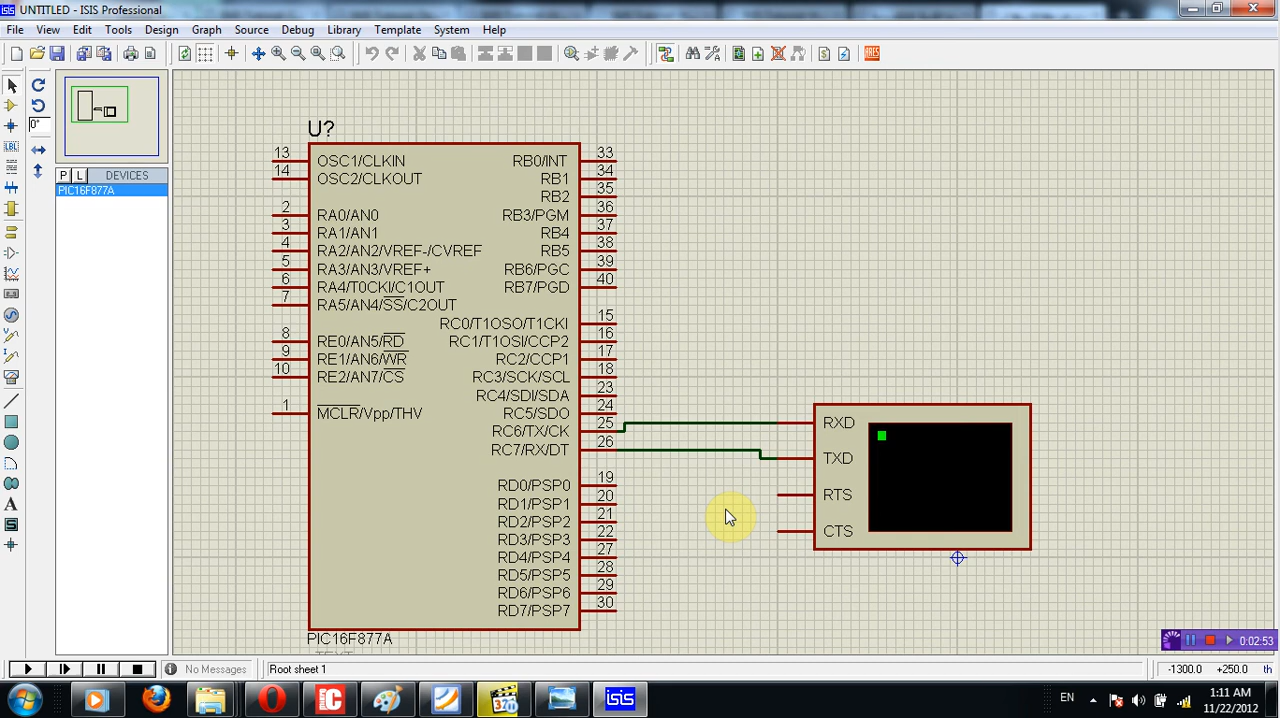 UNTITLED - ISIS Professional
File View Edit Tools Design Graph Source Debug Library Template System Help
ARES
0°
LBL
P L DEVICES
PIC16F877A
U?
13 OSC1/CLKIN
14 OSC2/CLKOUT
2 RA0/AN0
3 RA1/AN1
4 RA2/AN2/VREF-/CVREF
5 RA3/AN3/VREF+
6 RA4/T0CKI/C1OUT
7 RA5/AN4/SS/C2OUT
8 RE0/AN5/RD
9 RE1/AN6/WR
10 RE2/AN7/CS
1 MCLR/Vpp/THV
RB0/INT 33
RB1 34
RB2 35
RB3/PGM 36
RB4 37
RB5 38
RB6/PGC 39
RB7/PGD 40
RC0/T1OSO/T1CKI 15
RC1/T1OSI/CCP2 16
RC2/CCP1 17
RC3/SCK/SCL 18
RC4/SDI/SDA 23
RC5/SDO 24
RC6/TX/CK 25
RC7/RX/DT 26
RD0/PSP0 19
RD1/PSP1 20
RD2/PSP2 21
RD3/PSP3 22
RD4/PSP4 27
RD5/PSP5 28
RD6/PSP6 29
RD7/PSP7 30
PIC16F877A
RXD
TXD
RTS
CTS
A
0:02:53
No Messages Root sheet 1 -1300.0 +250.0 th
C 320 isis EN 1:11 AM
11/22/2012